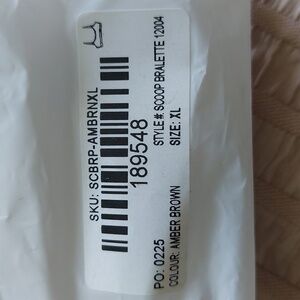 SKU: SCBRP-AMBRNXL
189548
STYLE #: SCOOP BRALETTE 12004
SIZE: XL
PO: 0225
COLOUR: AMBER BROWN